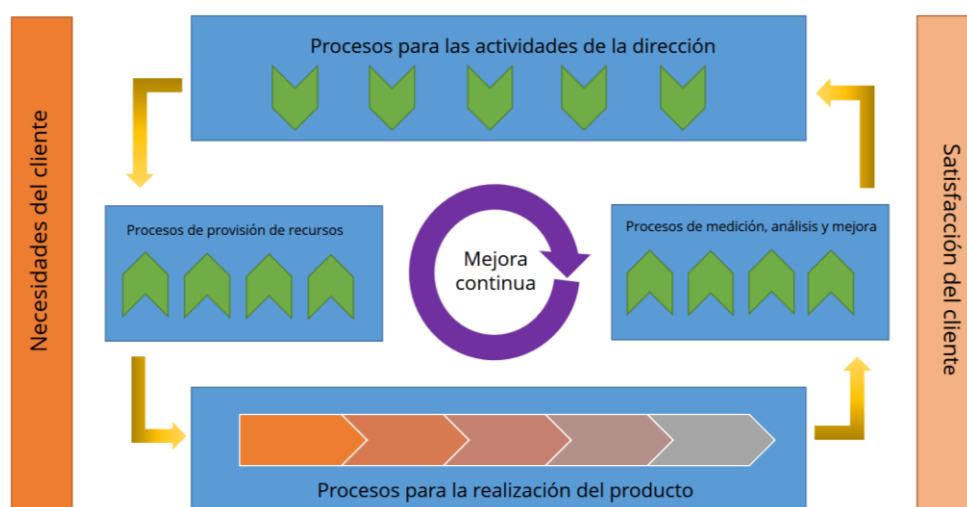 Necesidades del cliente
Procesos para las actividades de la dirección
Procesos de provisión de recursos
Mejora
continua
Procesos de medición, análisis y mejora
Procesos para la realización del producto
Satisfacción del cliente